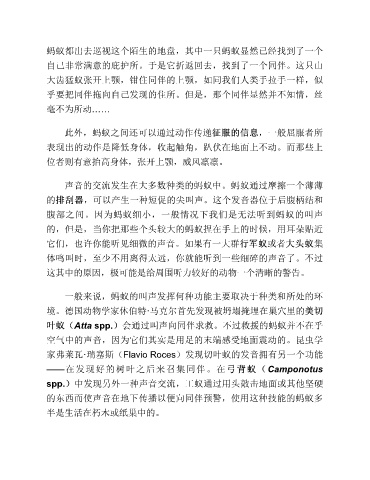 蚂蚁都出去巡视这个陌生的地盘，其中一只蚂蚁显然已经找到了一个
自己非常满意的庇护所。于是它折返回去，找到了一个同伴。这只山
大齿猛蚁张开上颚，钳住同伴的上颚，如同我们人类手拉手一样，似
乎要把同伴拖向自己发现的住所。但是，那个同伴显然并不知情，丝
毫不为所动……
此外，蚂蚁之间还可以通过动作传递征服的信息，一般屈服者所
表现出的动作是降低身体，收起触角，趴伏在地面上不动。而那些上
位者则有意抬高身体，张开上颚，威风凛凛。
声音的交流发生在大多数种类的蚂蚁中。蚂蚁通过摩擦一个薄薄
的排刮器，可以产生一种短促的尖叫声。这个发音器位于后腹柄结和
腹部之间。因为蚂蚁细小，一般情况下我们是无法听到蚂蚁的叫声
的，但是，当你把那些个头较大的蚂蚁捏在手上的时候，用耳朵贴近
它们，也许你能听见细微的声音。如果有一大群行军蚁或者大头蚁集
体鸣叫时，至少不用离得太远，你就能听到一些细碎的声音了。不过
这其中的原因，极可能是给周围听力较好的动物一个清晰的警告。
一般来说，蚂蚁的叫声发挥何种功能主要取决于种类和所处的环
境。德国动物学家休伯特·马克尔首先发现被坍塌掩埋在巢穴里的美切
叶蚁（Atta spp.）会通过叫声向同伴求救。不过救援的蚂蚁并不在乎
空气中的声音，因为它们其实是用足的末端感受地面震动的。昆虫学
家弗莱瓦·瑞塞斯（Flavio Roces）发现切叶蚁的发音拥有另一个功能
——在发现好的树叶之后来召集同伴。在弓背蚁（Camponotus
spp.）中发现另外一种声音交流，工蚁通过用头敲击地面或其他坚硬
的东西而使声音在地下传播以便向同伴预警，使用这种技能的蚂蚁多
半是生活在朽木或纸巢中的。